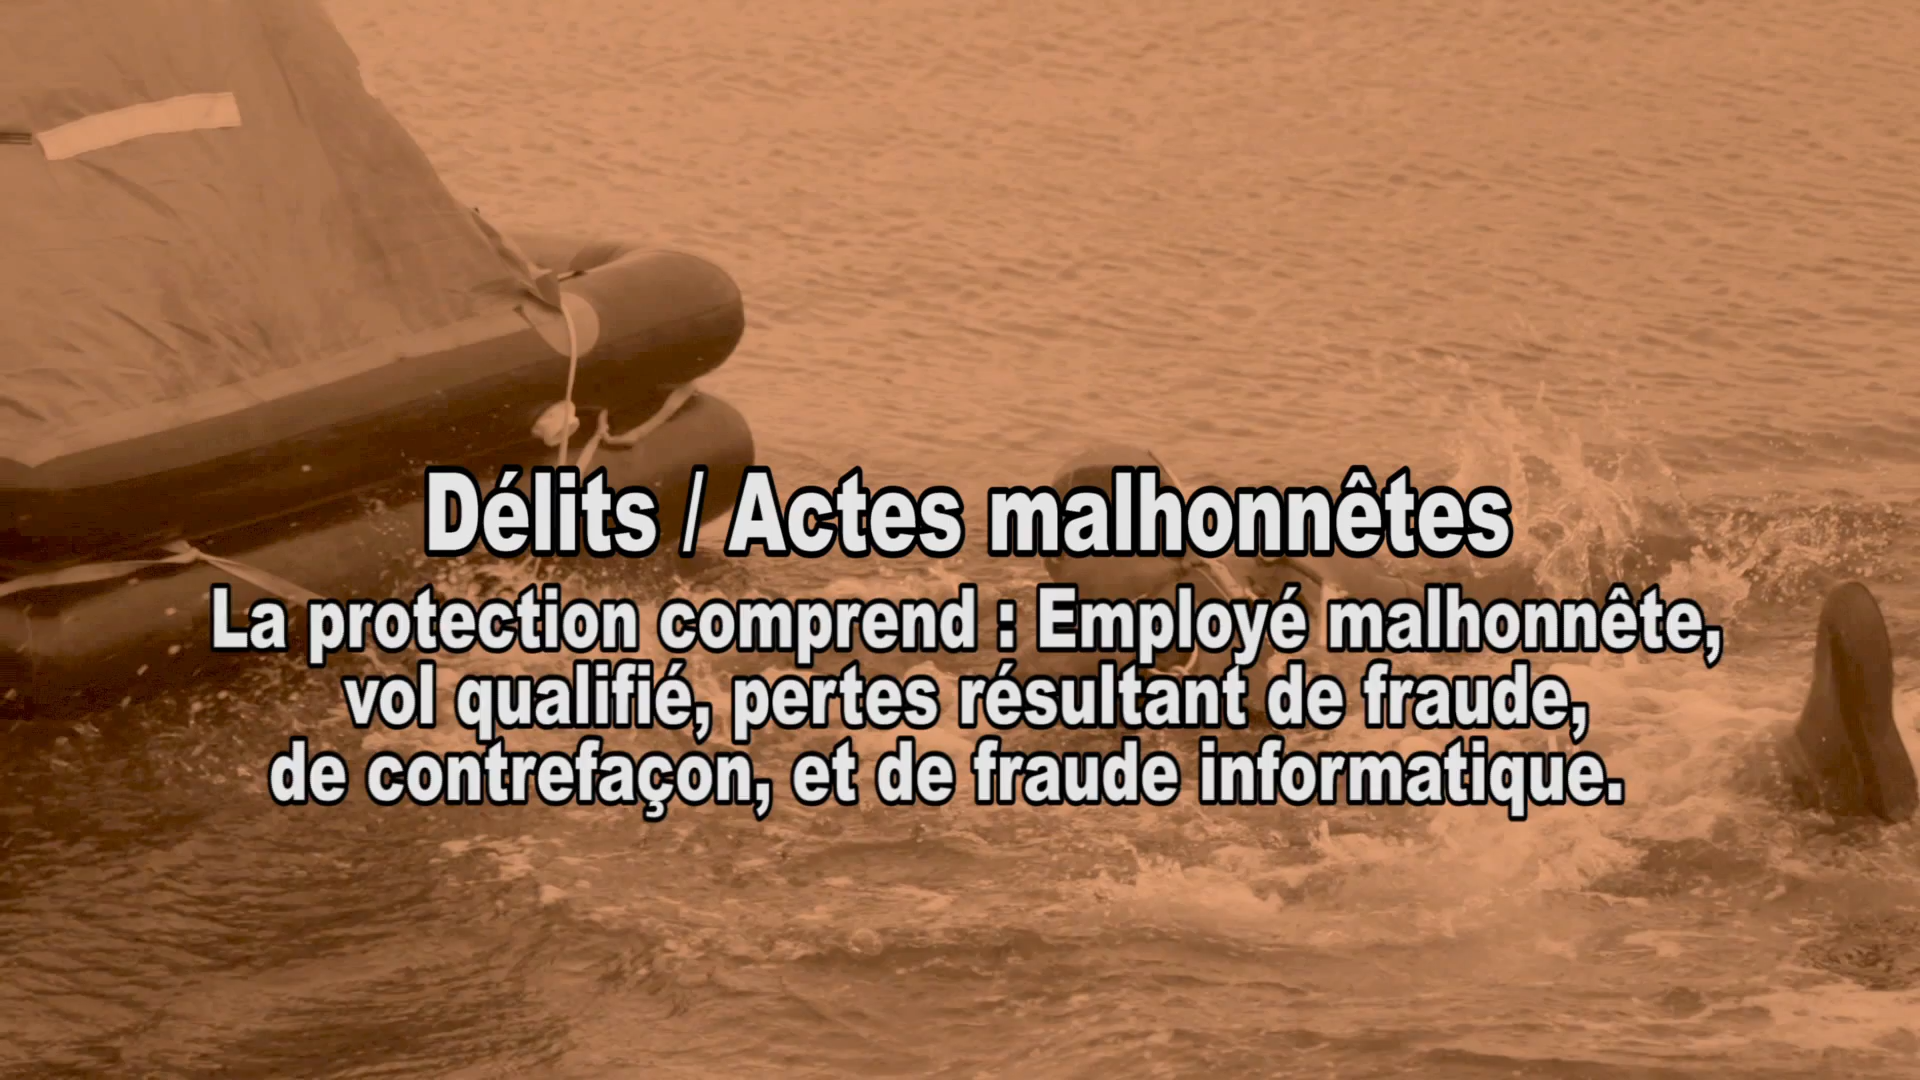 Délits / Actes malhonnêtes
La protection comprend : Employé malhonnête,
vol qualifié, pertes résultant de fraude,
de contrefaçon, et de fraude informatique.